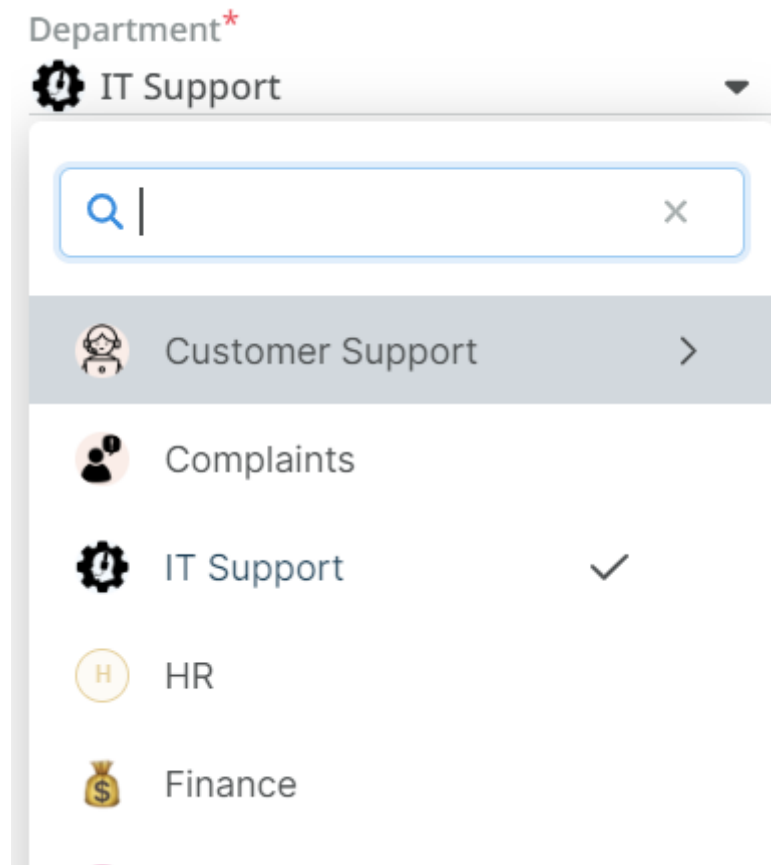 Department*
IT Support
Customer Support
Complaints
IT Support
H HR
$ Finance